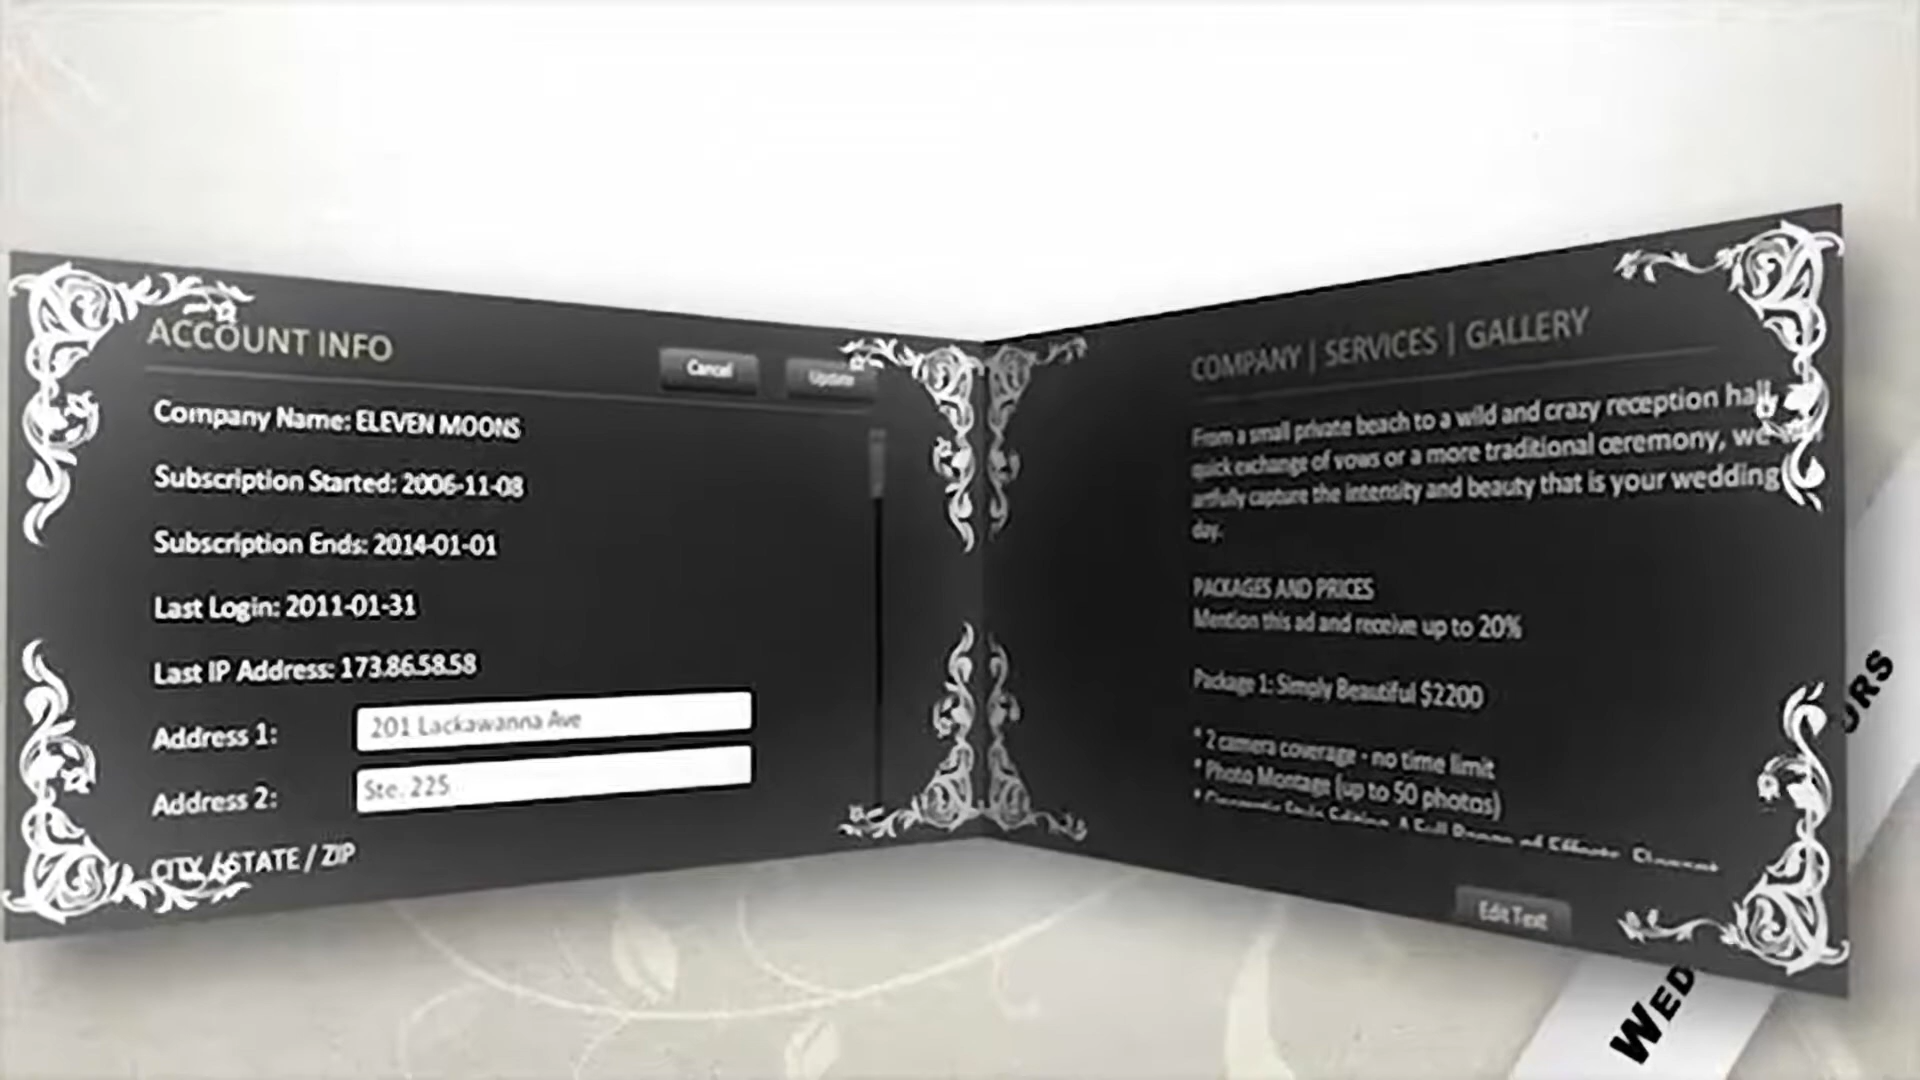 ACCOUNT INFO
Cancel
Update
Company Name: ELEVEN MOONS
Subscription Started: 2006-11-08
Subscription Ends: 2014-01-01
Last Login: 2011-01-31
Last IP Address: 173.86.58.58
Address 1: 201 Lackawanna Ave
Address 2: Ste. 225
CITY / STATE / ZIP
COMPANY | SERVICES | GALLERY
From a small private beach to a wild and crazy reception hall,
quick exchange of vows or a more traditional ceremony, we
artfully capture the intensity and beauty that is your wedding
day.
PACKAGES AND PRICES
Mention this ad and receive up to 20%
Package 1: Simply Beautiful $2200
* 2 camera coverage - no time limit
* Photo Montage (up to 50 photos)
Edit Text
WED
ORS